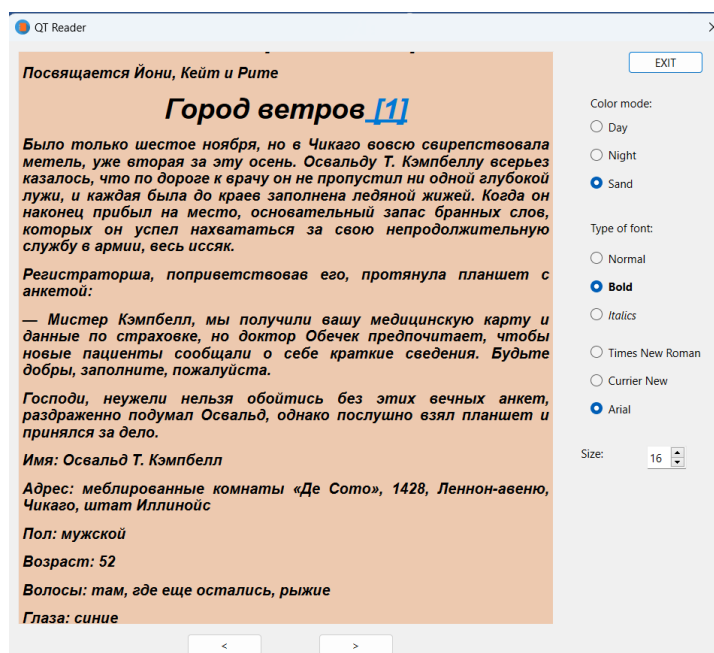 QT Reader
EXIT
Посвящается Йони, Кейт и Рите
Город ветров [1]
Было только шестое ноября, но в Чикаго вовсю свирепствовала
метель, уже вторая за эту осень. Освальду Т. Кэмпбеллу всерьез
казалось, что по дороге к врачу он не пропустил ни одной глубокой
лужи, и каждая была до краев заполнена ледяной жижей. Когда он
наконец прибыл на место, основательный запас бранных слов,
которых он успел нахвататься за свою непродолжительную
службу в армии, весь иссяк.
Регистраторша, поприветствовав его, протянула планшет с
анкетой:
— Мистер Кэмпбелл, мы получили вашу медицинскую карту и
данные по страховке, но доктор Обечек предпочитает, чтобы
новые пациенты сообщали о себе краткие сведения. Будьте
добры, заполните, пожалуйста.
Господи, неужели нельзя обойтись без этих вечных анкет,
раздраженно подумал Освальд, однако послушно взял планшет и
принялся за дело.
Имя: Освальд Т. Кэмпбелл
Адрес: меблированные комнаты «Де Сото», 1428, Леннон-авеню,
Чикаго, штат Иллинойс
Пол: мужской
Возраст: 52
Волосы: там, где еще остались, рыжие
Глаза: синие
Color mode:
Day
Night
Sand
Type of font:
Normal
Bold
Italics
Times New Roman
Currier New
Arial
Size: 16
< >